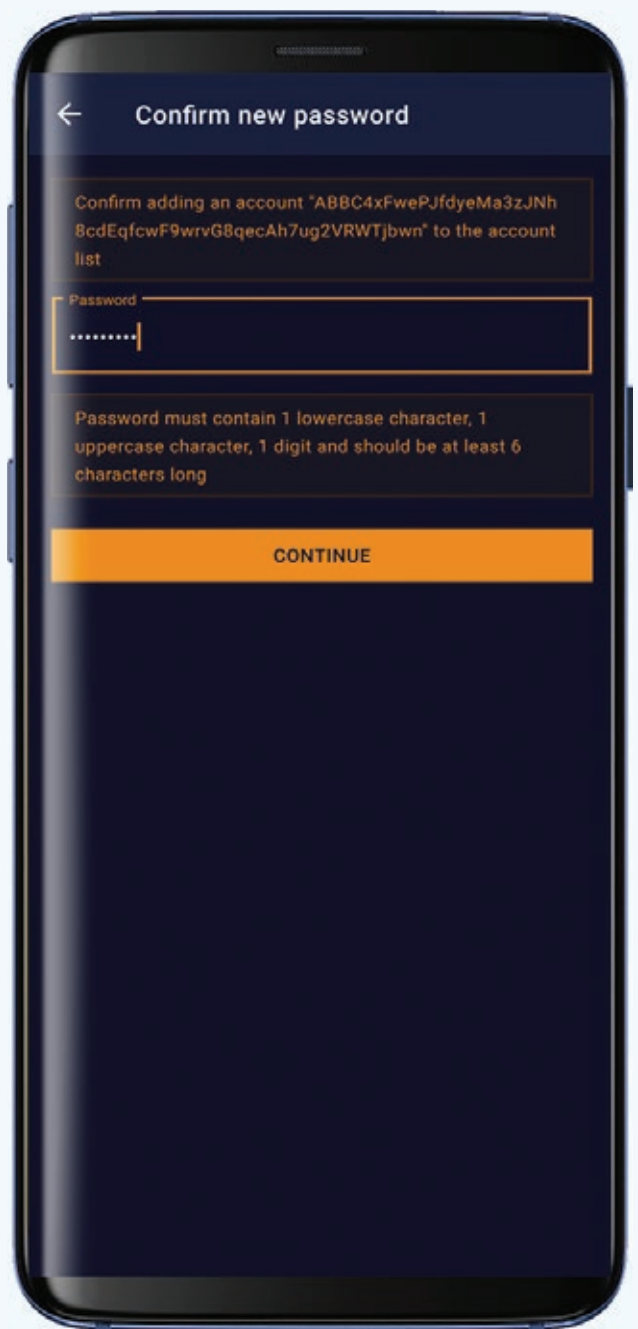 Confirm new password
Confirm adding an account "ABBC4xFwePJfdyeMa3zJNh
8cdEqfcwF9wrvG8qecAh7ug2VRWTjbwn" to the account
list
Password
•••••••••
Password must contain 1 lowercase character, 1
uppercase character, 1 digit and should be at least 6
characters long
CONTINUE